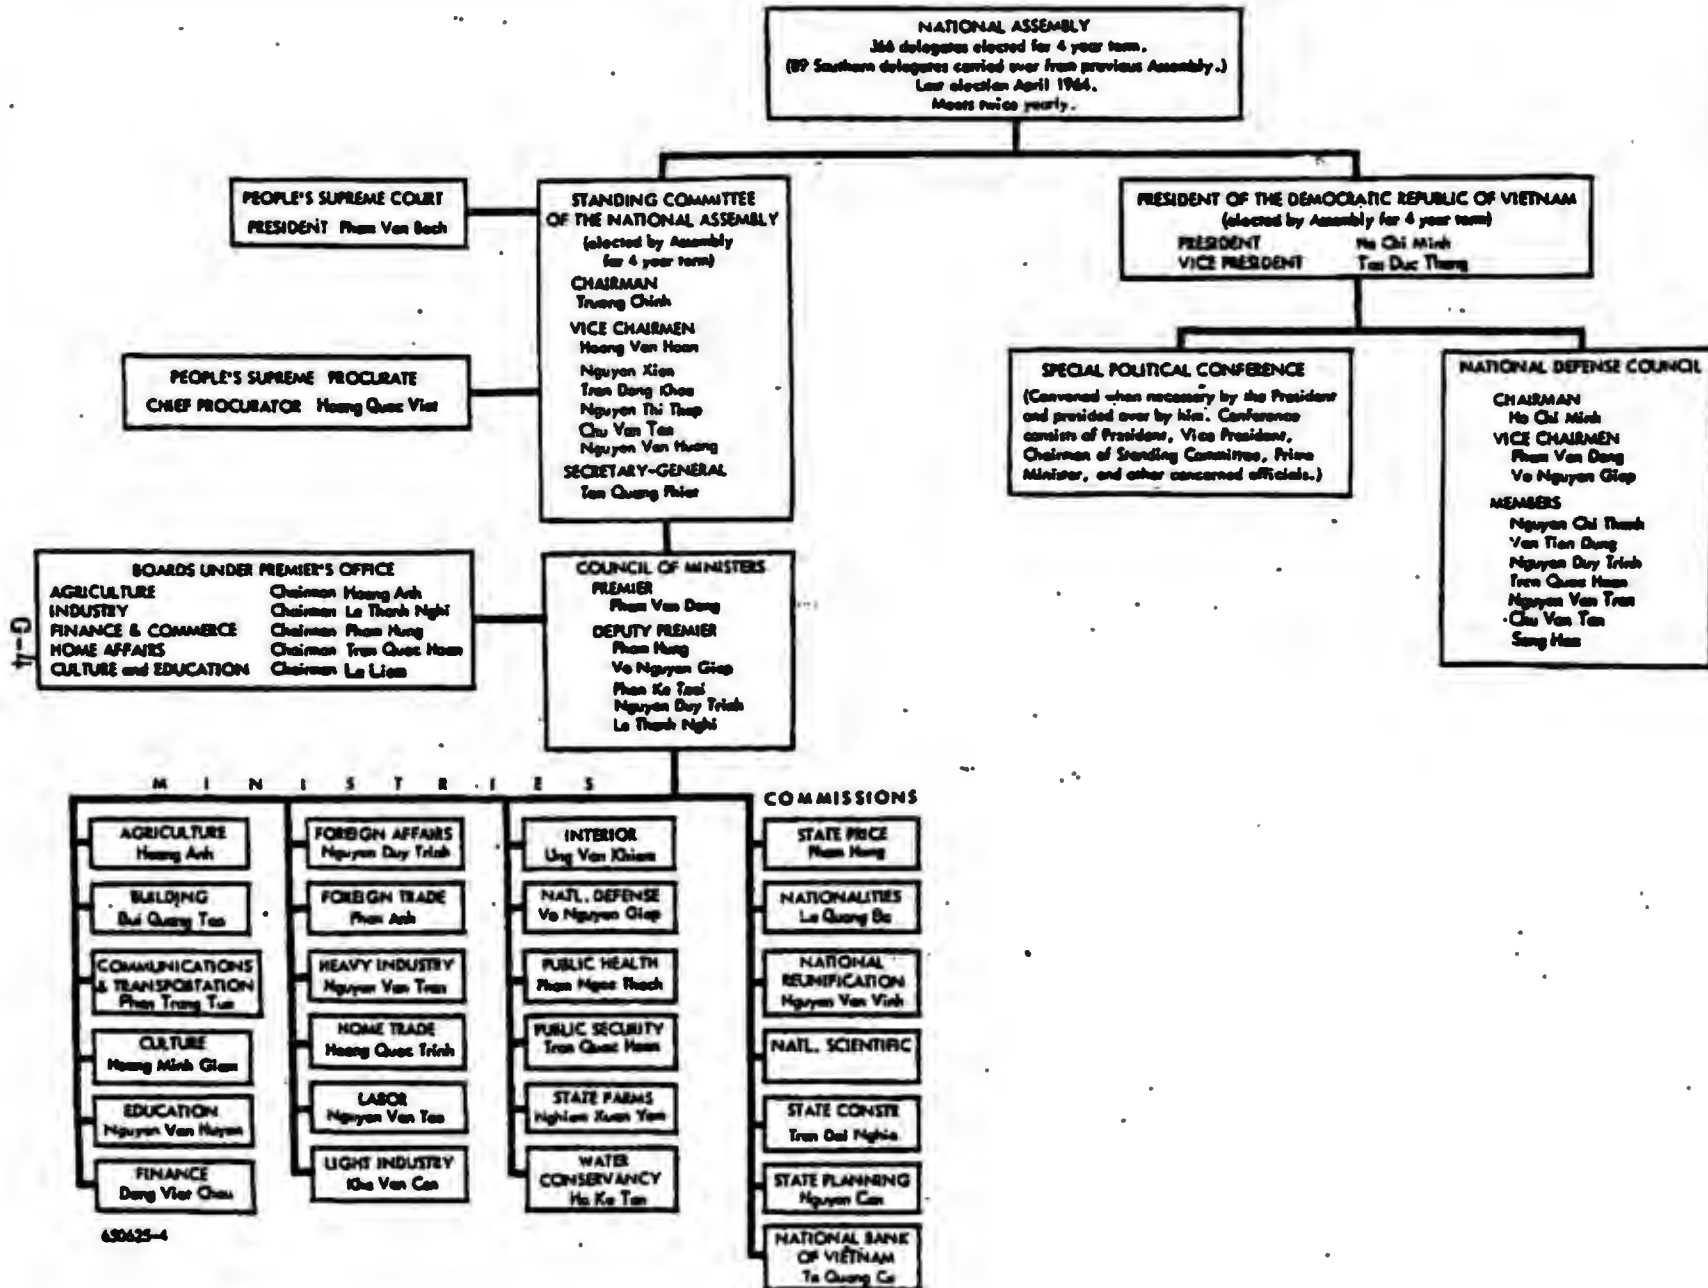 NATIONAL ASSEMBLY
366 delegates elected for 4 year term.
(89 Southern delegates carried over from previous Assembly.)
Last election April 1964.
Meets twice yearly.
PEOPLE'S SUPREME COURT
PRESIDENT Pham Van Bach
PEOPLE'S SUPREME PROCURATE
CHIEF PROCURATOR Hoang Quoc Viet
STANDING COMMITTEE
OF THE NATIONAL ASSEMBLY
(elected by Assembly
for 4 year term)
CHAIRMAN
Truong Chinh
VICE CHAIRMEN
Hoang Van Hoan
Nguyen Xien
Tran Dang Khoa
Nguyen Thi Thap
Chu Van Tan
Nguyen Van Huong
SECRETARY-GENERAL
Ton Quang Phiet
PRESIDENT OF THE DEMOCRATIC REPUBLIC OF VIETNAM
(elected by Assembly for 4 year term)
PRESIDENT Ho Chi Minh
VICE PRESIDENT Ton Duc Thang
SPECIAL POLITICAL CONFERENCE
(Convened when necessary by the President
and presided over by him. Conference
consists of President, Vice President,
Chairman of Standing Committee, Prime
Minister, and other concerned officials.)
NATIONAL DEFENSE COUNCIL
CHAIRMAN
Ho Chi Minh
VICE CHAIRMEN
Pham Van Dong
Vo Nguyen Giap
MEMBERS
Nguyen Chi Thanh
Van Tien Dung
Nguyen Duy Trinh
Tran Quoc Hoan
Nguyen Van Tran
Chu Van Tan
Song Hao
BOARDS UNDER PREMIER'S OFFICE
AGRICULTURE Chairman Hoang Anh
INDUSTRY Chairman Le Thanh Nghi
FINANCE & COMMERCE Chairman Pham Hung
HOME AFFAIRS Chairman Tran Quoc Hoan
CULTURE and EDUCATION Chairman Le Liem
COUNCIL OF MINISTERS
PREMIER
Pham Van Dong
DEPUTY PREMIER
Pham Hung
Vo Nguyen Giap
Phan Ke Toai
Nguyen Duy Trinh
Le Thanh Nghi
G-4
MINISTRIES
AGRICULTURE
Hoang Anh
BUILDING
Bui Quang Tao
COMMUNICATIONS
& TRANSPORTATION
Phan Trong Tue
CULTURE
Hoang Minh Giam
EDUCATION
Nguyen Van Huyen
FINANCE
Dang Viet Chau
FOREIGN AFFAIRS
Nguyen Duy Trinh
FOREIGN TRADE
Phan Anh
HEAVY INDUSTRY
Nguyen Van Tran
HOME TRADE
Hoang Quoc Trinh
LABOR
Nguyen Van Tao
LIGHT INDUSTRY
Kha Van Can
INTERIOR
Ung Van Khiem
NATL. DEFENSE
Vo Nguyen Giap
PUBLIC HEALTH
Pham Ngoc Thach
PUBLIC SECURITY
Tran Quoc Hoan
STATE FARMS
Nghiem Xuan Yem
WATER
CONSERVANCY
Ha Ke Tan
COMMISSIONS
STATE PRICE
Pham Hung
NATIONALITIES
Le Quang Ba
NATIONAL
REUNIFICATION
Nguyen Van Vinh
NATL. SCIENTIFIC
STATE CONSTR
Tran Dai Nghia
STATE PLANNING
Nguyen Con
NATIONAL BANK
OF VIETNAM
Ta Quang Co
650625-4